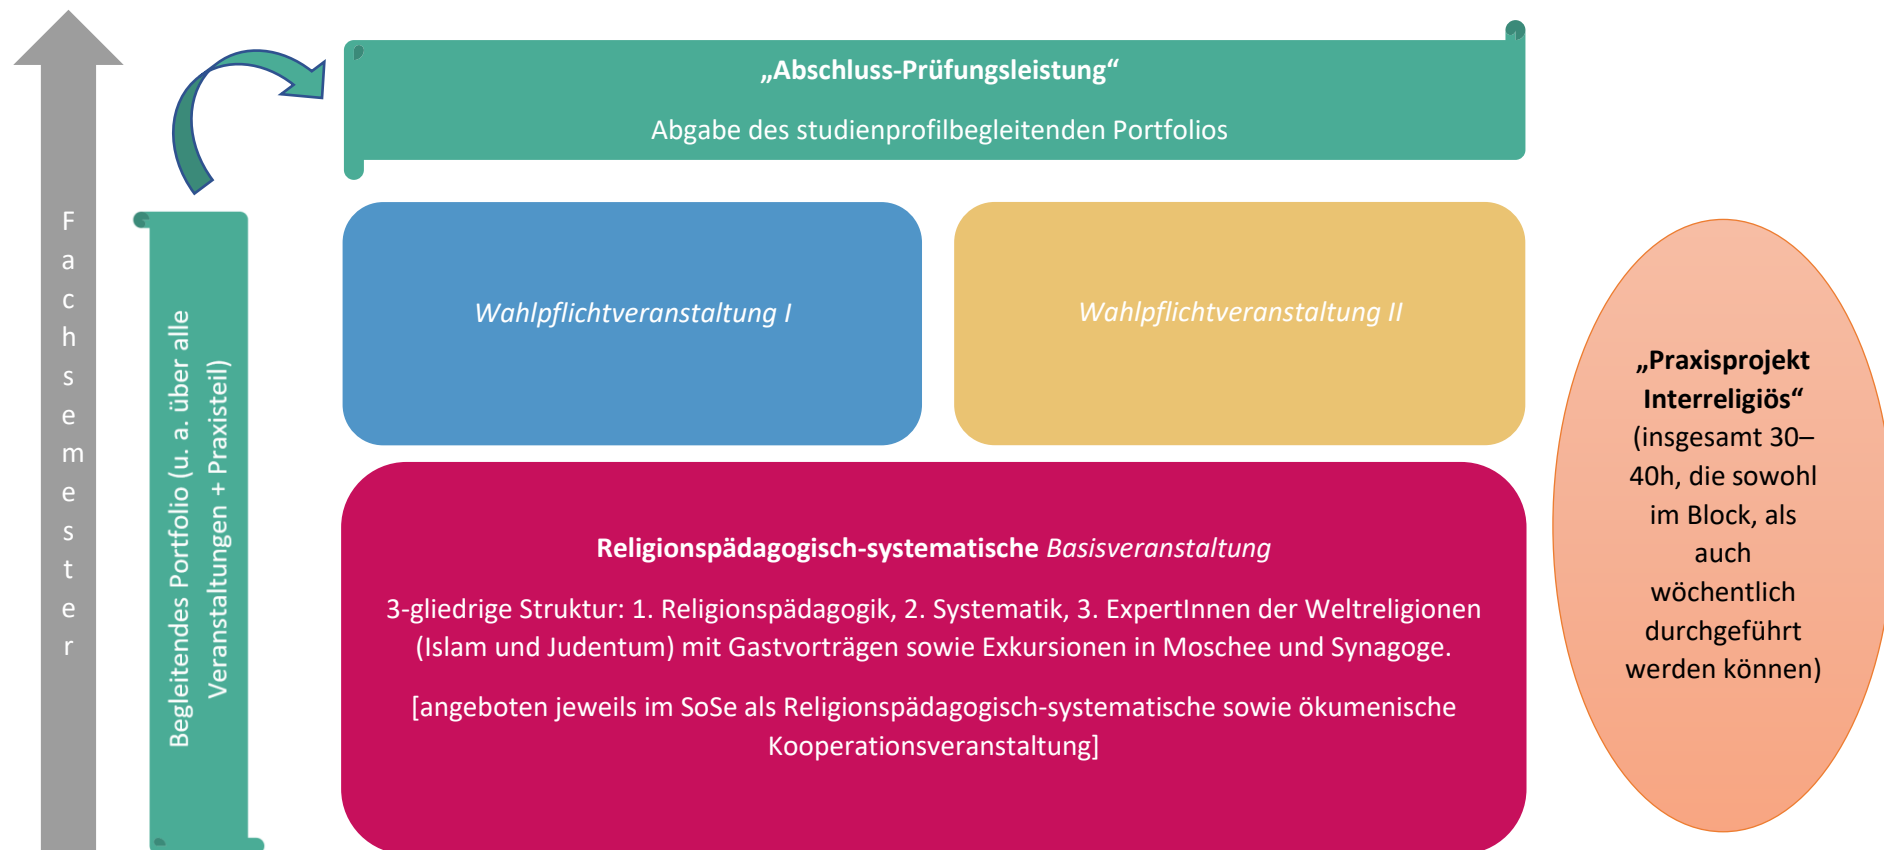 „Abschluss-Prüfungsleistung“
Abgabe des studienprofilbegleitenden Portfolios
Fachsemester
Begleitendes Portfolio (u. a. über alle
Veranstaltungen + Praxisteil)
Wahlpflichtveranstaltung I
Wahlpflichtveranstaltung II
„Praxisprojekt
Interreligiös“
(insgesamt 30–
40h, die sowohl
im Block, als
auch
wöchentlich
durchgeführt
werden können)
Religionspädagogisch-systematische Basisveranstaltung
3-gliedrige Struktur: 1. Religionspädagogik, 2. Systematik, 3. ExpertInnen der Weltreligionen
(Islam und Judentum) mit Gastvorträgen sowie Exkursionen in Moschee und Synagoge.
[angeboten jeweils im SoSe als Religionspädagogisch-systematische sowie ökumenische
Kooperationsveranstaltung]